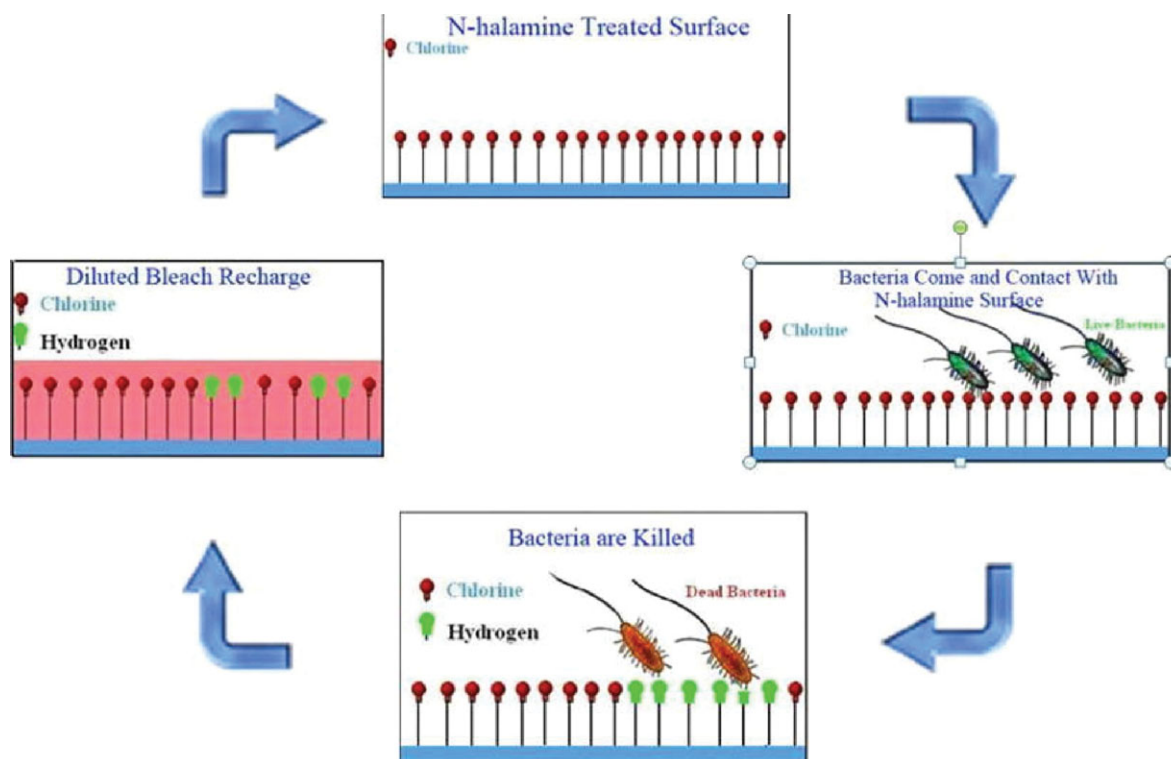 N-halamine Treated Surface
Chlorine
Bacteria Come and Contact With
N-halamine Surface
Live Bacteria
Chlorine
Bacteria are Killed
Chlorine
Dead Bacteria
Hydrogen
Diluted Bleach Recharge
Chlorine
Hydrogen